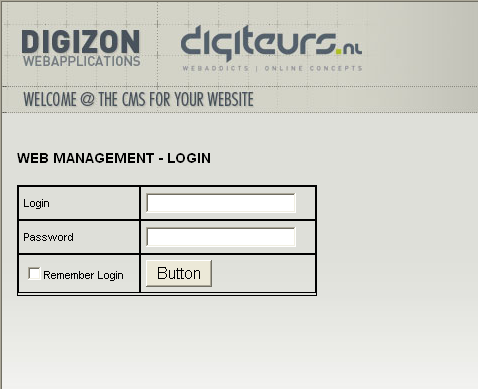 DIGIZON
WEBAPPLICATIONS
digiteurs.nl
WEBADDICTS | ONLINE CONCEPTS
WELCOME @ THE CMS FOR YOUR WEBSITE
WEB MANAGEMENT - LOGIN
Login
Password
Remember Login Button